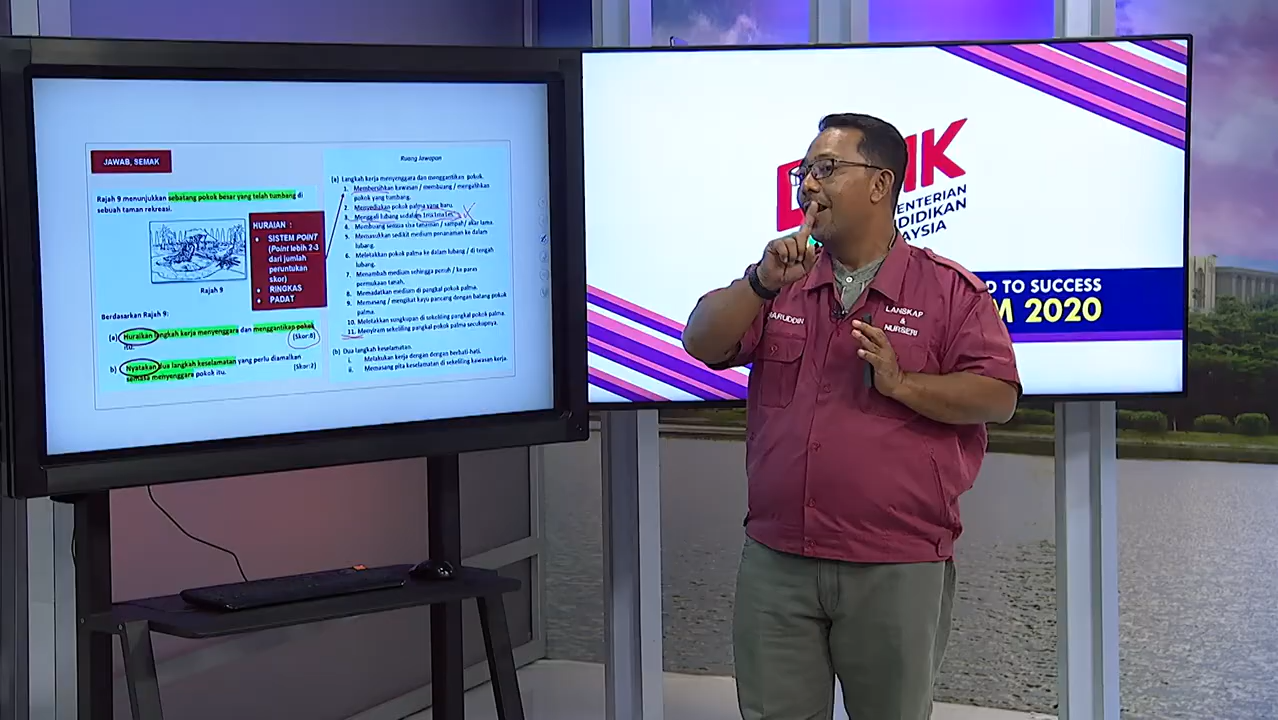 JAWAB, SEMAK
Rajah 9 menunjukkan sebatang pokok besar yang telah tumbang di
sebuah taman rekreasi.
Rajah 9
HURAIAN :
• SISTEM POINT
(Point lebih 2-3
dari jumlah
peruntukan
skor)
• RINGKAS
• PADAT
Berdasarkan Rajah 9:
(a) Huraikan langkah kerja menyenggara dan menggantikan pokok
itu.
[Skor:8]
b) Nyatakan dua langkah keselamatan yang perlu diamalkan
semasa menyenggara pokok itu.
[Skor:2]
Ruang Jawapan
(a) Langkah kerja menyenggara dan menggantikan pokok.
1. Membersihkan kawasan / membuang / mengalihkan
pokok yang tumbang.
2. Menyediakan pokok palma yang baru.
3. Menggali lubang sedalam 1mx1mx1m.
4. Membuang semua sisa tanaman / sampah/ akar lama.
5. Memasukkan sedikit medium penanaman ke dalam
lubang.
6. Meletakkan pokok palma ke dalam lubang / di tengah
lubang.
7. Menambah medium sehingga penuh / ke paras
permukaan tanah.
8. Memadatkan medium di pangkal pokok palma.
9. Memasang / mengikat kayu pancang dengan batang pokok
palma.
10. Meletakkan sungkupan di sekeliling pangkal pokok palma.
11. Menyiram sekeliling pangkal pokok palma secukupnya.
(b) Dua langkah keselamatan.
i. Melakukan kerja dengan dengan berhati-hati.
ii. Memasang pita keselamatan di sekeliling kawasan kerja.
D
IK
ENTERIAN
DIDIKAN
AYSIA
D TO SUCCESS
M 2020
HARUDDIN
LANSKAP
&
NURSERI